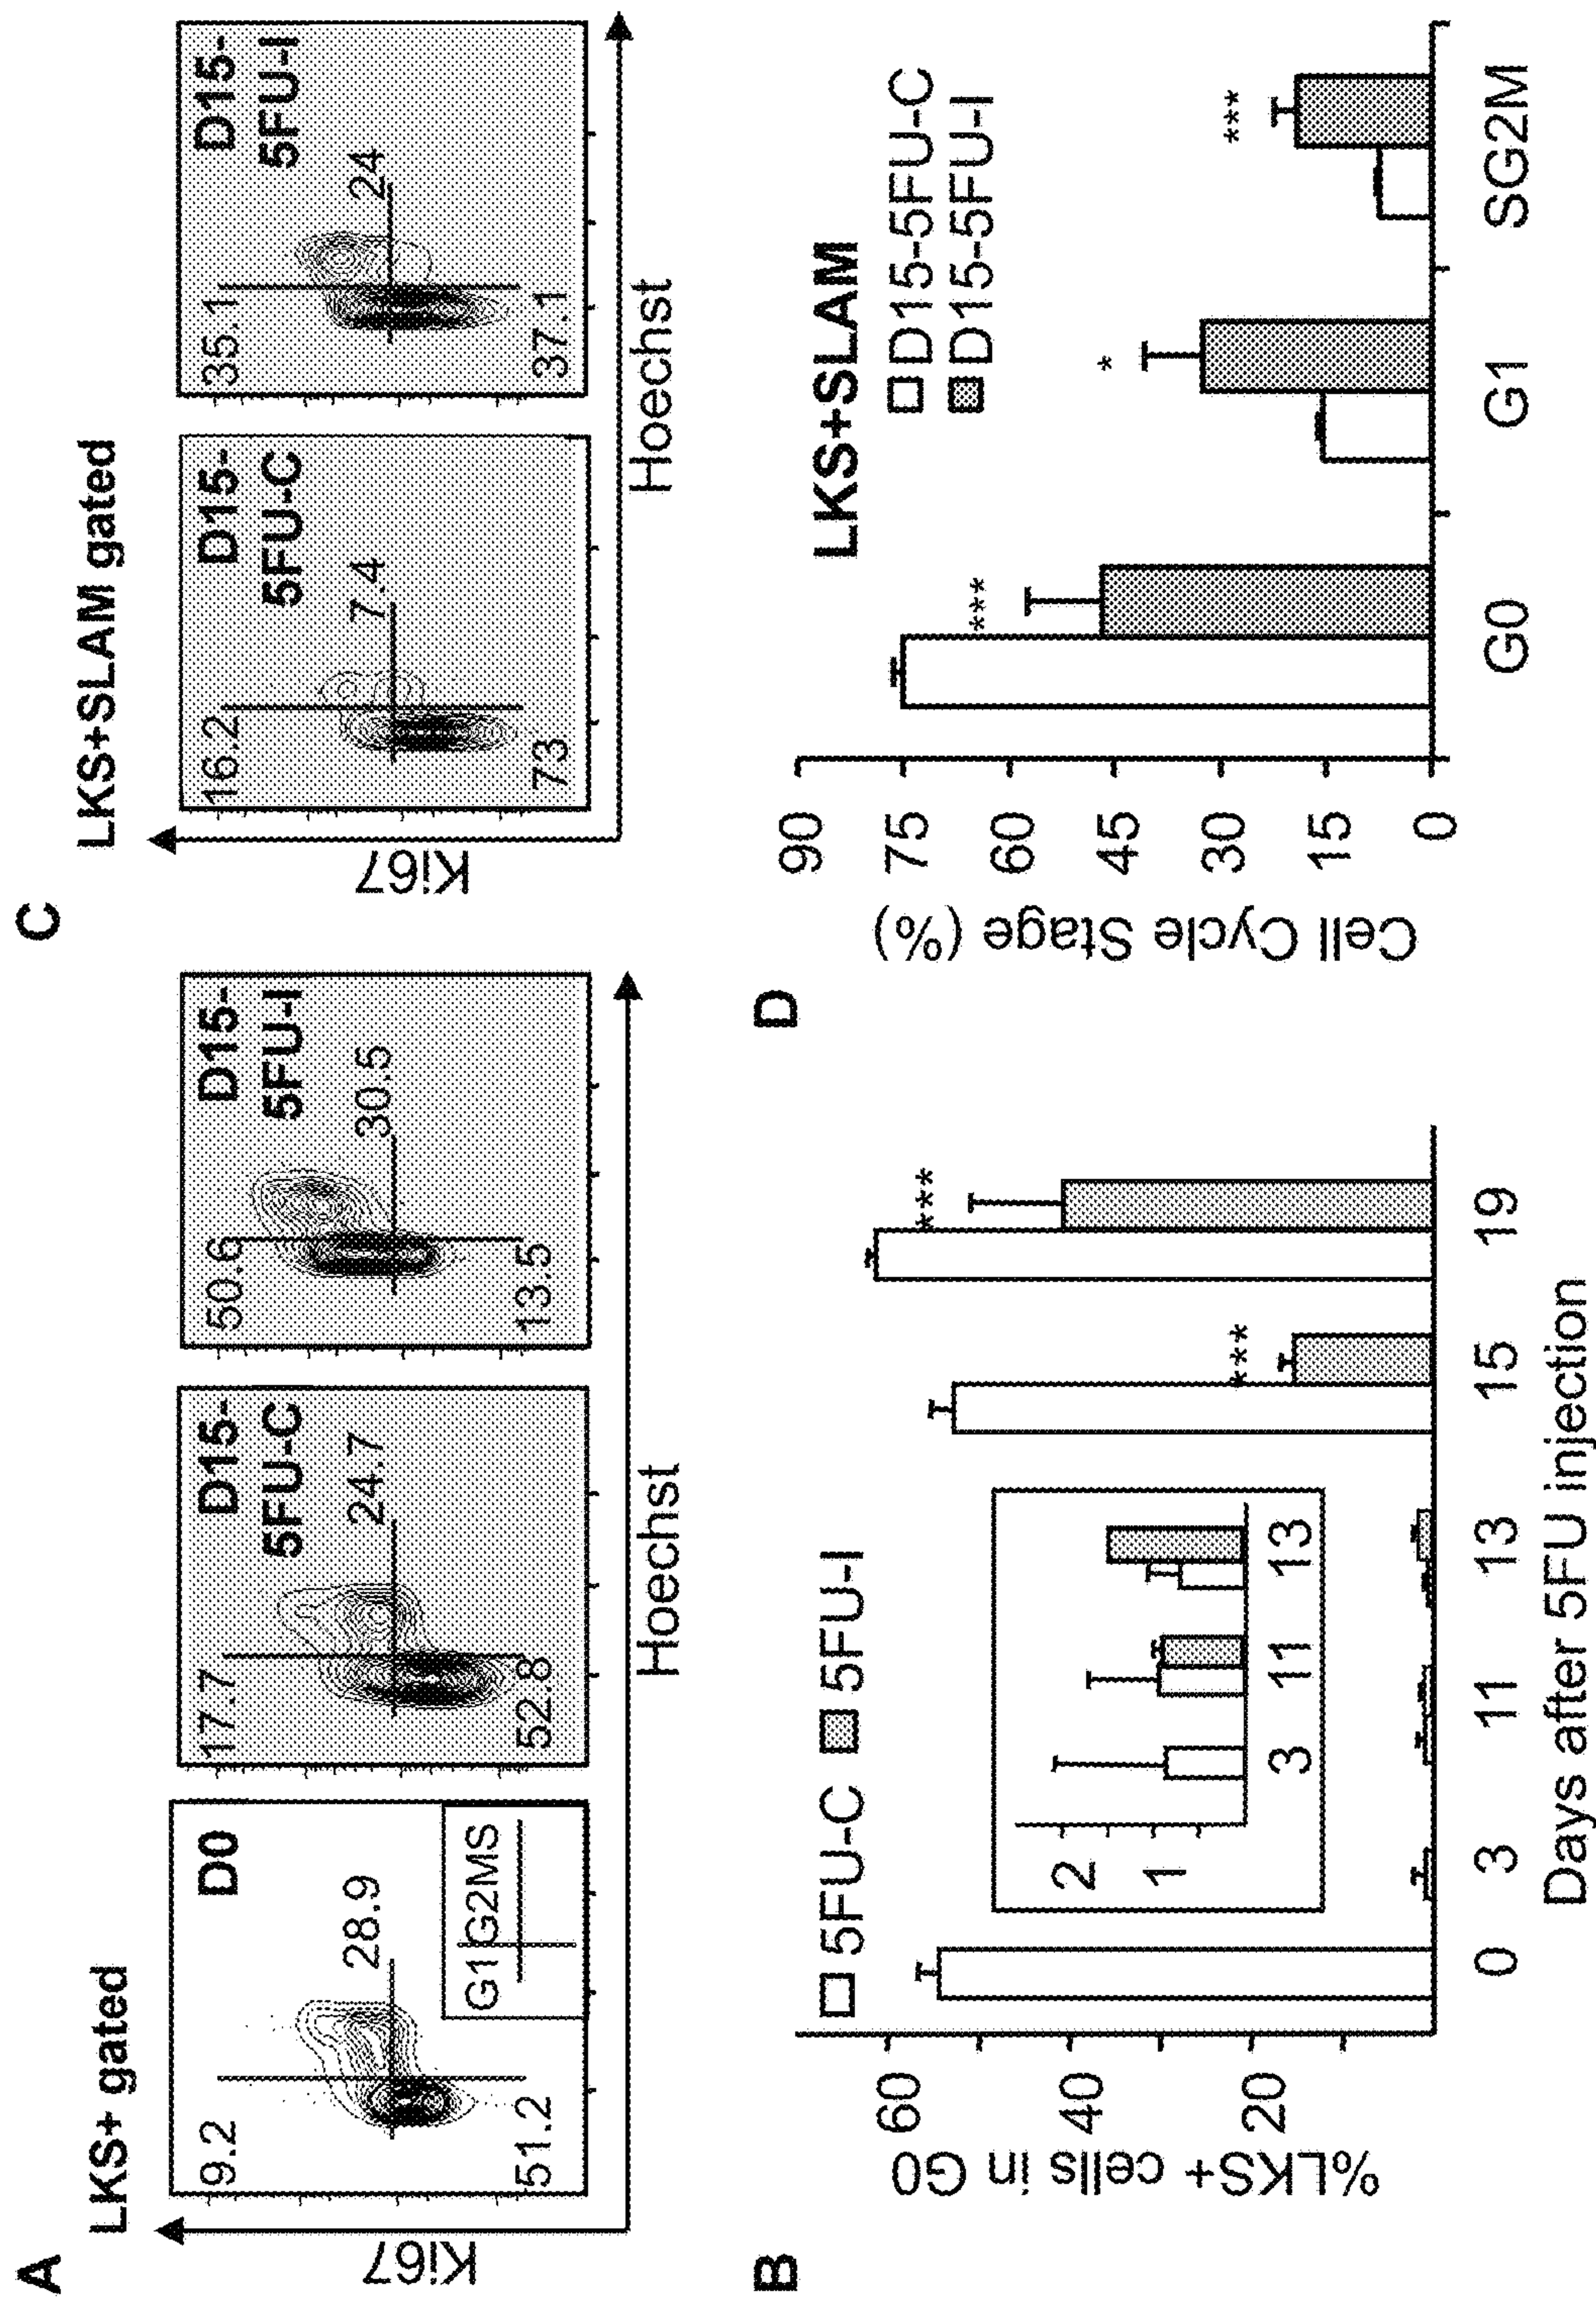 A
LKS+ gated
Ki67
D0
9.2
28.9
51.2
G1
G2MS
D15-
5FU-C
17.7
24.7
52.8
D15-
5FU-I
50.6
30.5
13.5
Hoechst
C
LKS+SLAM gated
Ki67
D15-
5FU-C
16.2
7.4
73
D15-
5FU-I
35.1
24
37.1
Hoechst
B
%LKS+ cells in G0
60
40
20
5FU-C
5FU-I
2
1
3
11
13
***
***
0
3
11
13
15
19
Days after 5FU injection
D
Cell Cycle Stage (%)
90
75
60
45
30
15
0
LKS+SLAM
D15-5FU-C
D15-5FU-I
***
*
***
G0
G1
SG2M